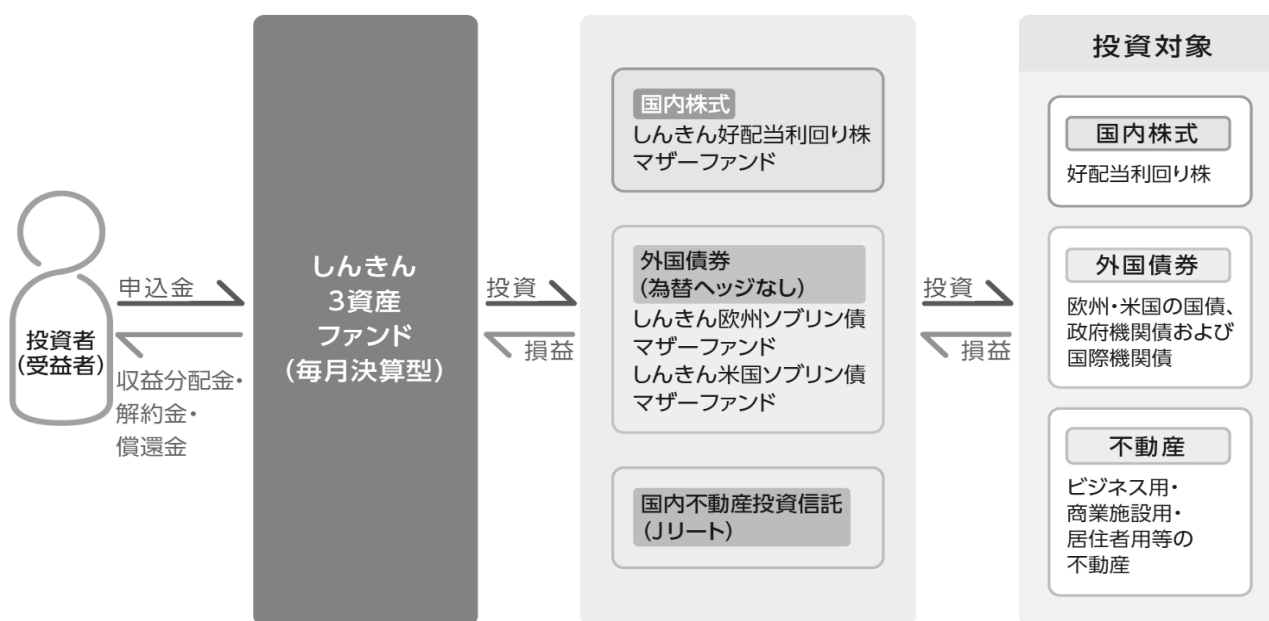 投資者
(受益者)
申込金
収益分配金・
解約金・
償還金
しんきん
3資産
ファンド
(毎月決算型)
投資
損益
国内株式
しんきん好配当利回り株
マザーファンド
外国債券
(為替ヘッジなし)
しんきん欧州ソブリン債
マザーファンド
しんきん米国ソブリン債
マザーファンド
国内不動産投資信託
(Jリート)
投資
損益
投資対象
国内株式
好配当利回り株
外国債券
欧州・米国の国債、
政府機関債および
国際機関債
不動産
ビジネス用・
商業施設用・
居住者用等の
不動産